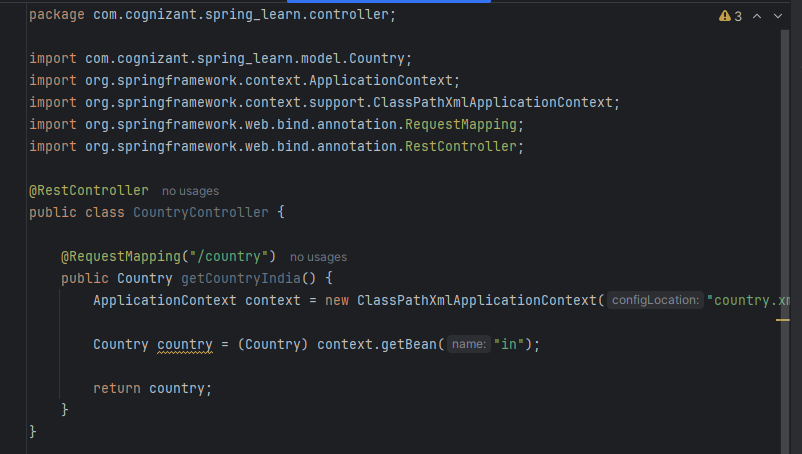 package com.cognizant.spring_learn.controller;
3
import com.cognizant.spring_learn.model.Country;
import org.springframework.context.ApplicationContext;
import org.springframework.context.support.ClassPathXmlApplicationContext;
import org.springframework.web.bind.annotation.RequestMapping;
import org.springframework.web.bind.annotation.RestController;
@RestController no usages
public class CountryController {
@RequestMapping("/country") no usages
public Country getCountryIndia() {
ApplicationContext context = new ClassPathXmlApplicationContext( configLocation: "country.xm
Country country = (Country) context.getBean( name: "in");
return country;
}
}